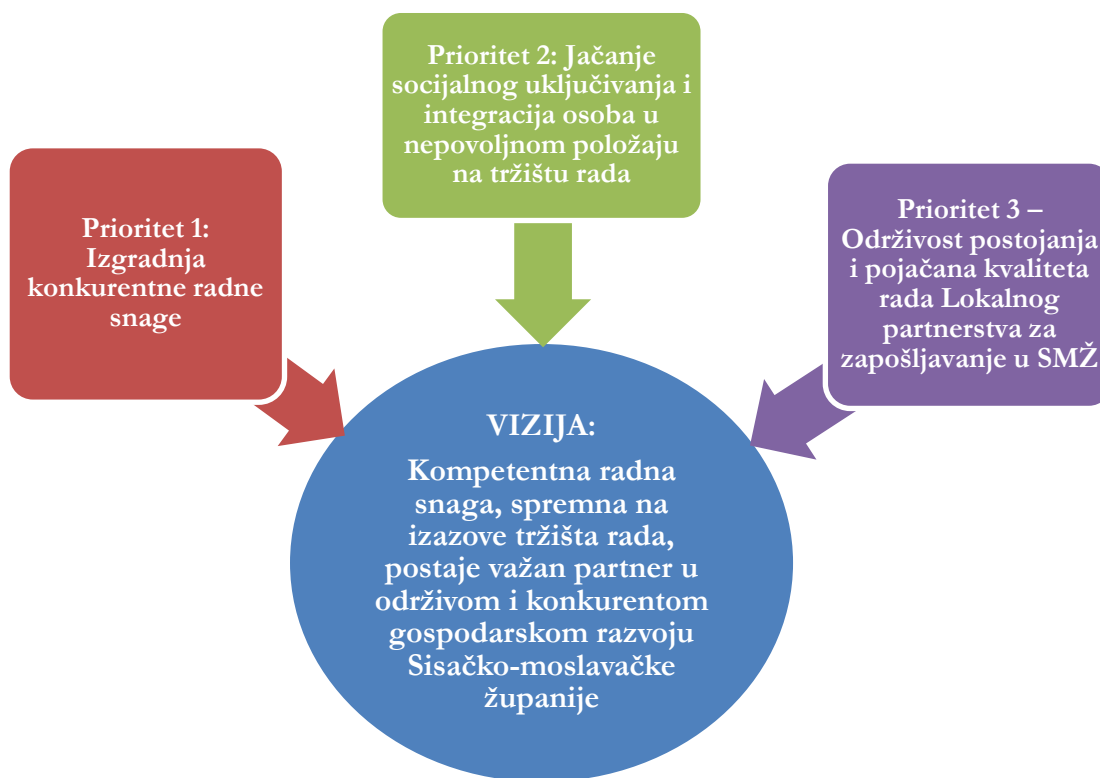 Prioritet 1:
Izgradnja
konkurentne radne
snage
Prioritet 2: Jačanje
socijalnog uključivanja i
integracija osoba u
nepovoljnom položaju
na tržištu rada
Prioritet 3 –
Održivost postojanja
i pojačana kvaliteta
rada Lokalnog
partnerstva za
zapošljavanje u SMŽ
VIZIJA:
Kompetentna radna
snaga, spremna na
izazove tržišta rada,
postaje važan partner u
održivom i konkurentom
gospodarskom razvoju
Sisačko-moslavačke
županije